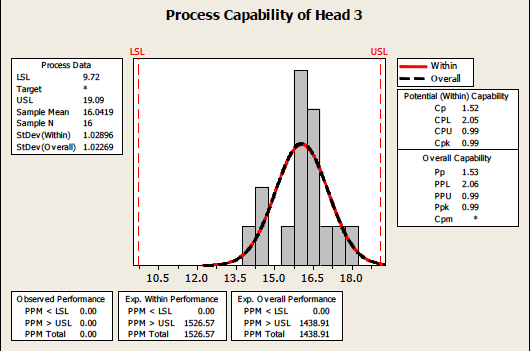 Process Capability of Head 3
LSL
USL
Process Data
LSL 9.72
Target *
USL 19.09
Sample Mean 16.0419
Sample N 16
StDev(Within) 1.02896
StDev(Overall) 1.02269
Within
Overall
Potential (Within) Capability
Cp 1.52
CPL 2.05
CPU 0.99
Cpk 0.99
Overall Capability
Pp 1.53
PPL 2.06
PPU 0.99
Ppk 0.99
Cpm *
10.5 12.0 13.5 15.0 16.5 18.0
Observed Performance
PPM < LSL 0.00
PPM > USL 0.00
PPM Total 0.00
Exp. Within Performance
PPM < LSL 0.00
PPM > USL 1526.57
PPM Total 1526.57
Exp. Overall Performance
PPM < LSL 0.00
PPM > USL 1438.91
PPM Total 1438.91